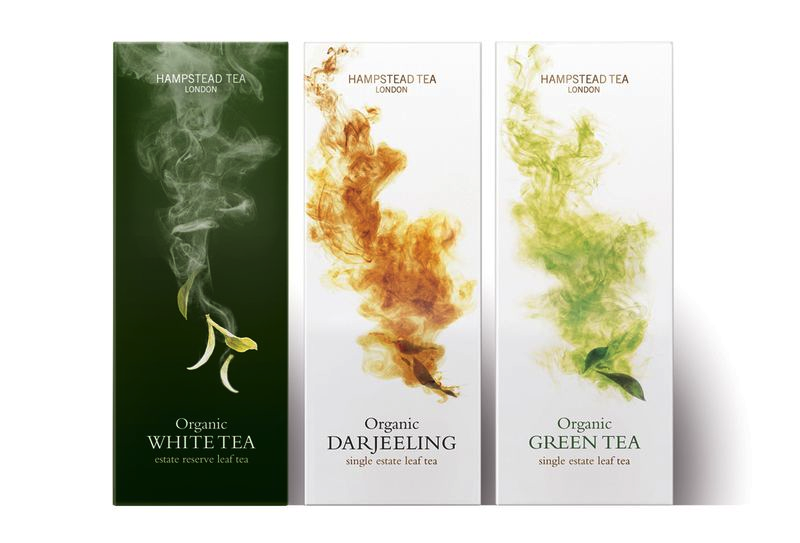 HAMPSTEAD TEA
LONDON
Organic
WHITE TEA
estate reserve leaf tea
HAMPSTEAD TEA
LONDON
Organic
DARJEELING
single estate leaf tea
HAMPSTEAD TEA
LONDON
Organic
GREEN TEA
single estate leaf tea